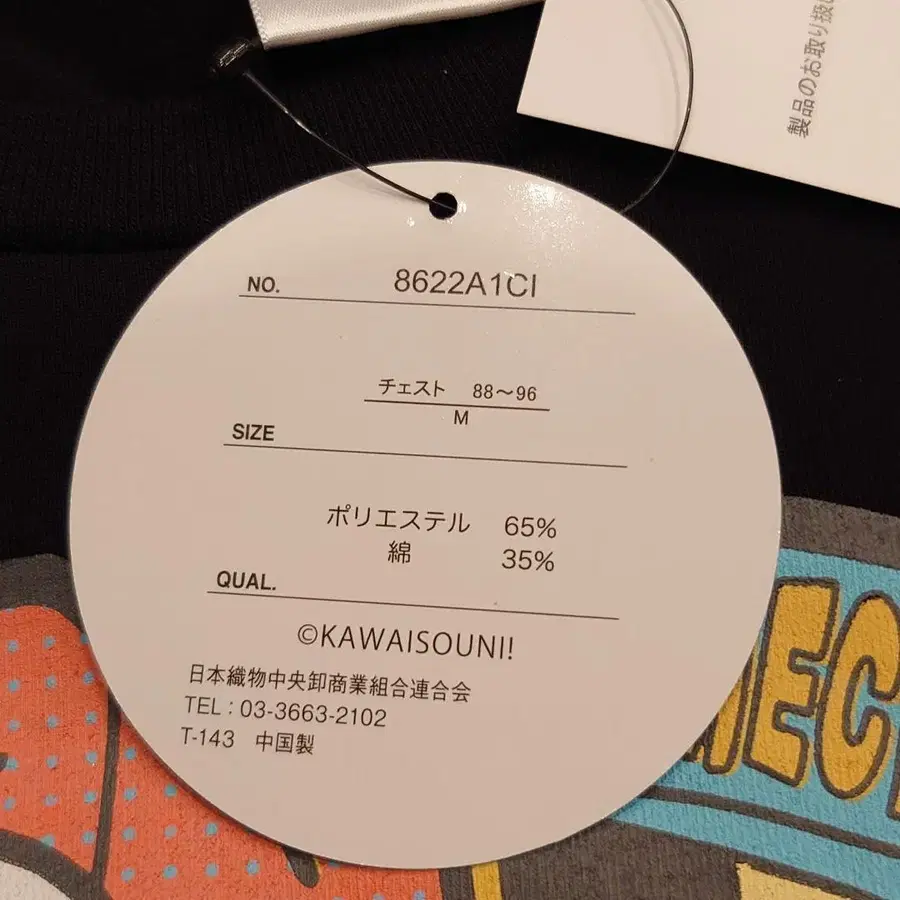 製品のお取り扱い
NO. 8622A1CI
チェスト 88～96
M
SIZE
ポリエステル 65%
綿 35%
QUAL.
©KAWAISOUNI!
日本織物中央卸商業組合連合会
TEL：03-3663-2102
T-143 中国製